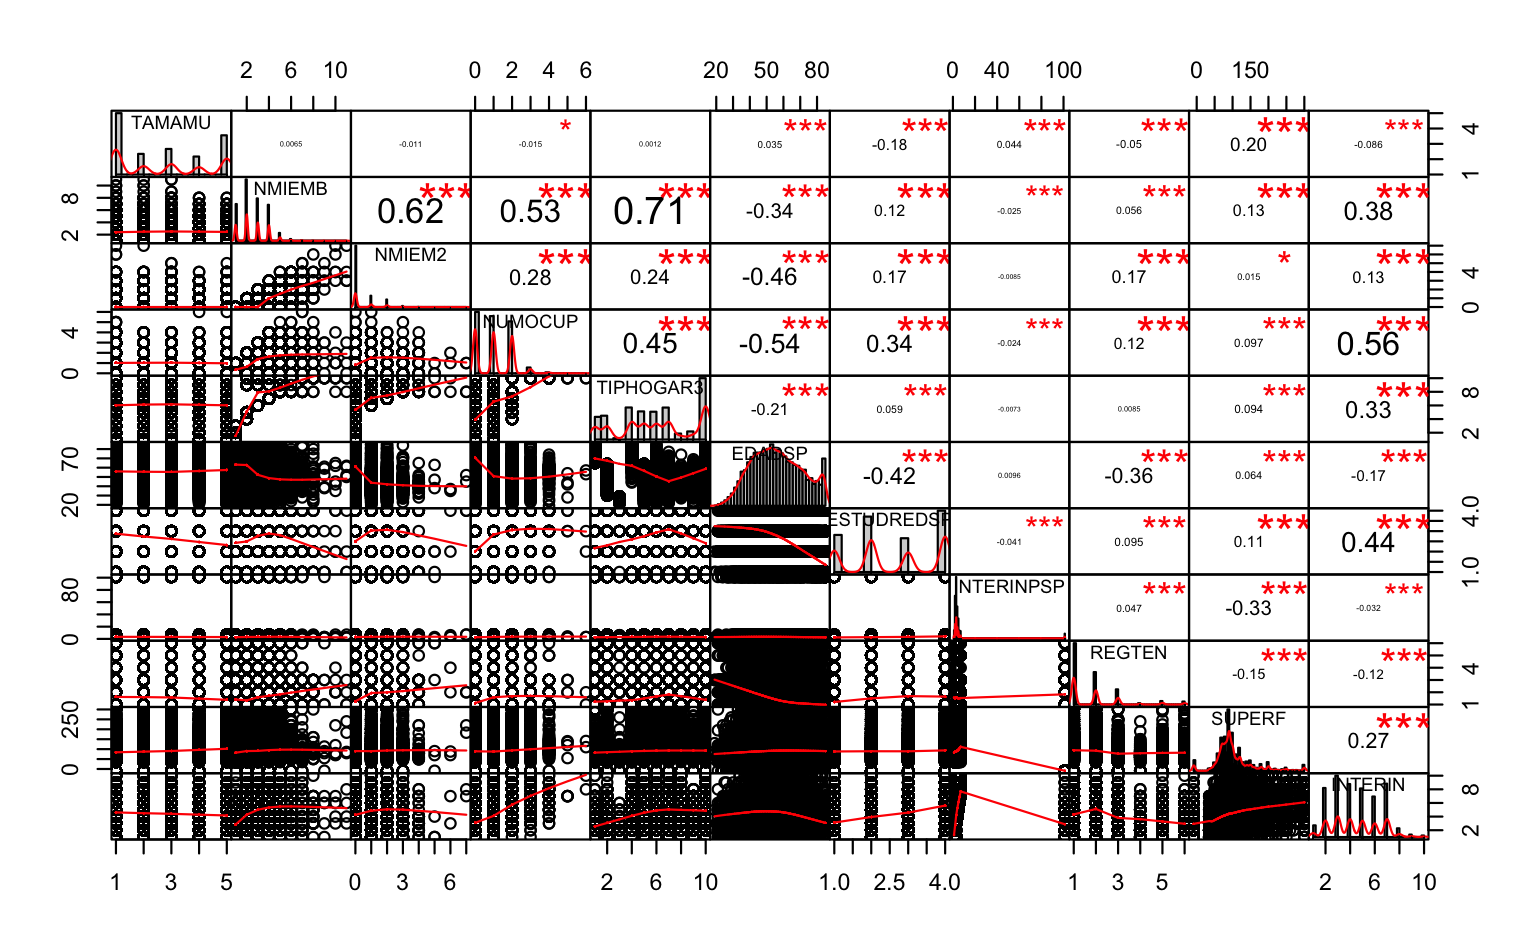 2 6 10 0 2 4 6 20 50 80 0 40 100 0 150
TAMAMU 0.0065 -0.011 -0.015 * 0.0012 0.035 *** -0.18 *** 0.044 *** -0.05 *** 0.20 *** -0.086 *** 1 4
2 8 NMIEMB 0.62 *** 0.53 *** 0.71 *** -0.34 *** 0.12 *** -0.025 *** 0.056 *** 0.13 *** 0.38 ***
NMIEM2 0.28 *** 0.24 *** -0.46 *** 0.17 *** -0.0085 0.17 *** 0.015 * 0.13 *** 0 4
0 4 NUMOCUP 0.45 *** -0.54 *** 0.34 *** -0.024 *** 0.12 *** 0.097 *** 0.56 ***
TIPHOGAR3 -0.21 *** 0.059 *** -0.0073 0.0085 0.094 *** 0.33 *** 2 8
20 70 EDADSP -0.42 *** 0.0096 -0.36 *** 0.064 *** -0.17 ***
ESTUDREDSP -0.041 *** 0.095 *** 0.11 *** 0.44 *** 1.0 4.0
0 80 NTERINPSP 0.047 *** -0.33 *** -0.032 ***
REGTEN -0.15 *** -0.12 *** 1 4
0 250 SUPERF 0.27 ***
INTERIN 2 8
1 3 5 0 3 6 2 6 10 1.0 2.5 4.0 1 3 5 2 6 10